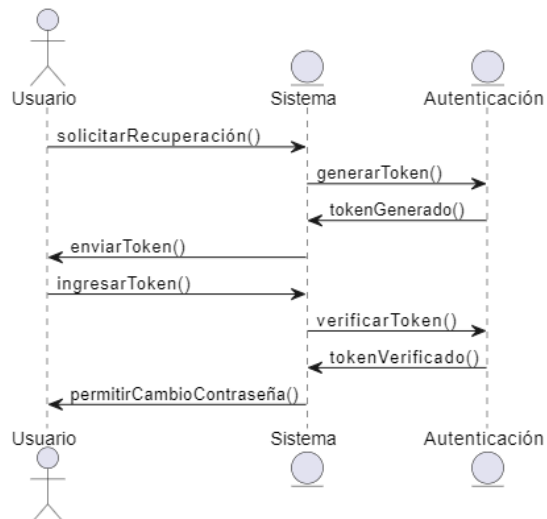 Usuario Sistema Autenticación
solicitarRecuperación()
generarToken()
tokenGenerado()
enviarToken()
ingresarToken()
verificarToken()
tokenVerificado()
permitirCambioContraseña()
Usuario Sistema Autenticación